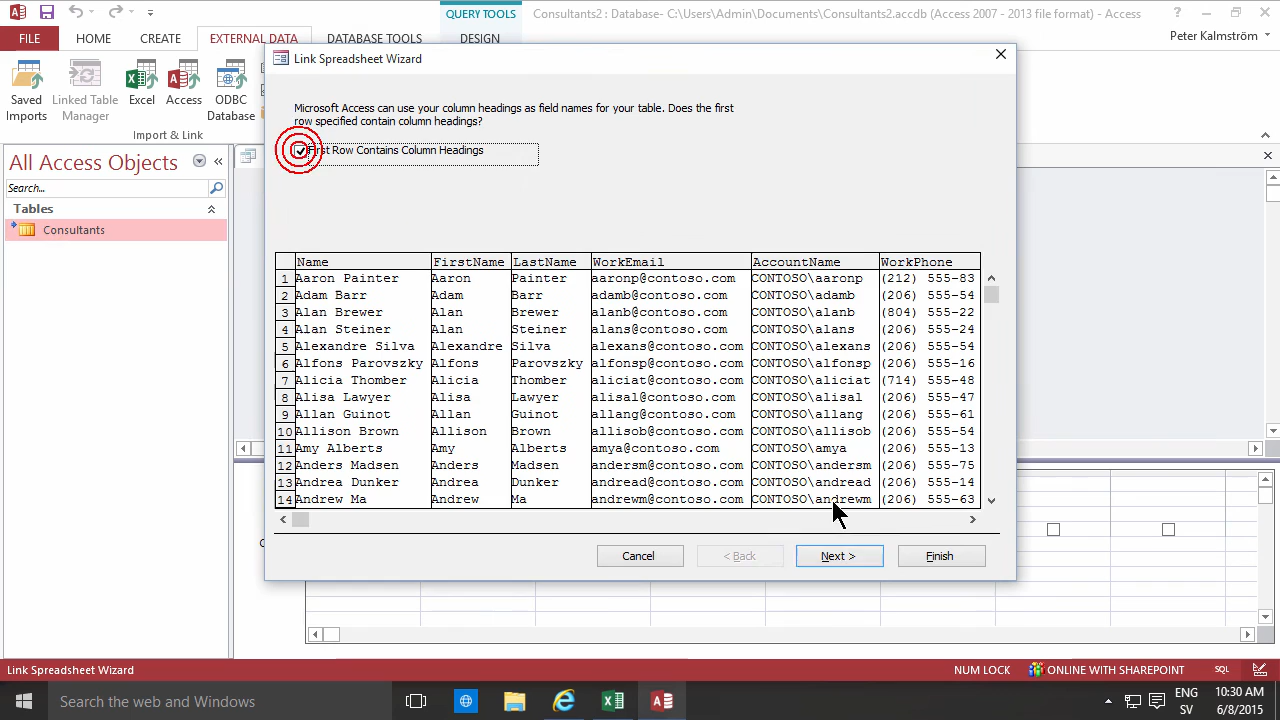 QUERY TOOLS
Consultants2 : Database- C:\Users\Admin\Documents\Consultants2.accdb (Access 2007 - 2013 file format) - Access
?
FILE HOME CREATE EXTERNAL DATA DATABASE TOOLS DESIGN
Peter Kalmström
Saved Imports
Linked Table Manager
Excel
Access
ODBC Database
Import & Link
All Access Objects
Search...
Tables
Consultants
Link Spreadsheet Wizard
Microsoft Access can use your column headings as field names for your table. Does the first
row specified contain column headings?
First Row Contains Column Headings
Name FirstName LastName WorkEmail AccountName WorkPhone
1 Aaron Painter Aaron Painter aaronp@contoso.com CONTOSO\aaronp (212) 555-83
2 Adam Barr Adam Barr adamb@contoso.com CONTOSO\adamb (206) 555-54
3 Alan Brewer Alan Brewer alanb@contoso.com CONTOSO\alanb (804) 555-22
4 Alan Steiner Alan Steiner alans@contoso.com CONTOSO\alans (206) 555-24
5 Alexandre Silva Alexandre Silva alexans@contoso.com CONTOSO\alexans (206) 555-54
6 Alfons Parovszky Alfons Parovszky alfonsp@contoso.com CONTOSO\alfonsp (206) 555-16
7 Alicia Thomber Alicia Thomber aliciat@contoso.com CONTOSO\aliciat (714) 555-48
8 Alisa Lawyer Alisa Lawyer alisal@contoso.com CONTOSO\alisal (206) 555-47
9 Allan Guinot Allan Guinot allang@contoso.com CONTOSO\allang (206) 555-61
10 Allison Brown Allison Brown allisob@contoso.com CONTOSO\allisob (206) 555-54
11 Amy Alberts Amy Alberts amya@contoso.com CONTOSO\amya (206) 555-13
12 Anders Madsen Anders Madsen andersm@contoso.com CONTOSO\andersm (206) 555-75
13 Andrea Dunker Andrea Dunker andread@contoso.com CONTOSO\andread (206) 555-14
14 Andrew Ma Andrew Ma andrewm@contoso.com CONTOSO\andrewm (206) 555-63
Cancel < Back Next > Finish
Link Spreadsheet Wizard
NUM LOCK ONLINE WITH SHAREPOINT SQL
Search the web and Windows
ENG 10:30 AM
SV 6/8/2015